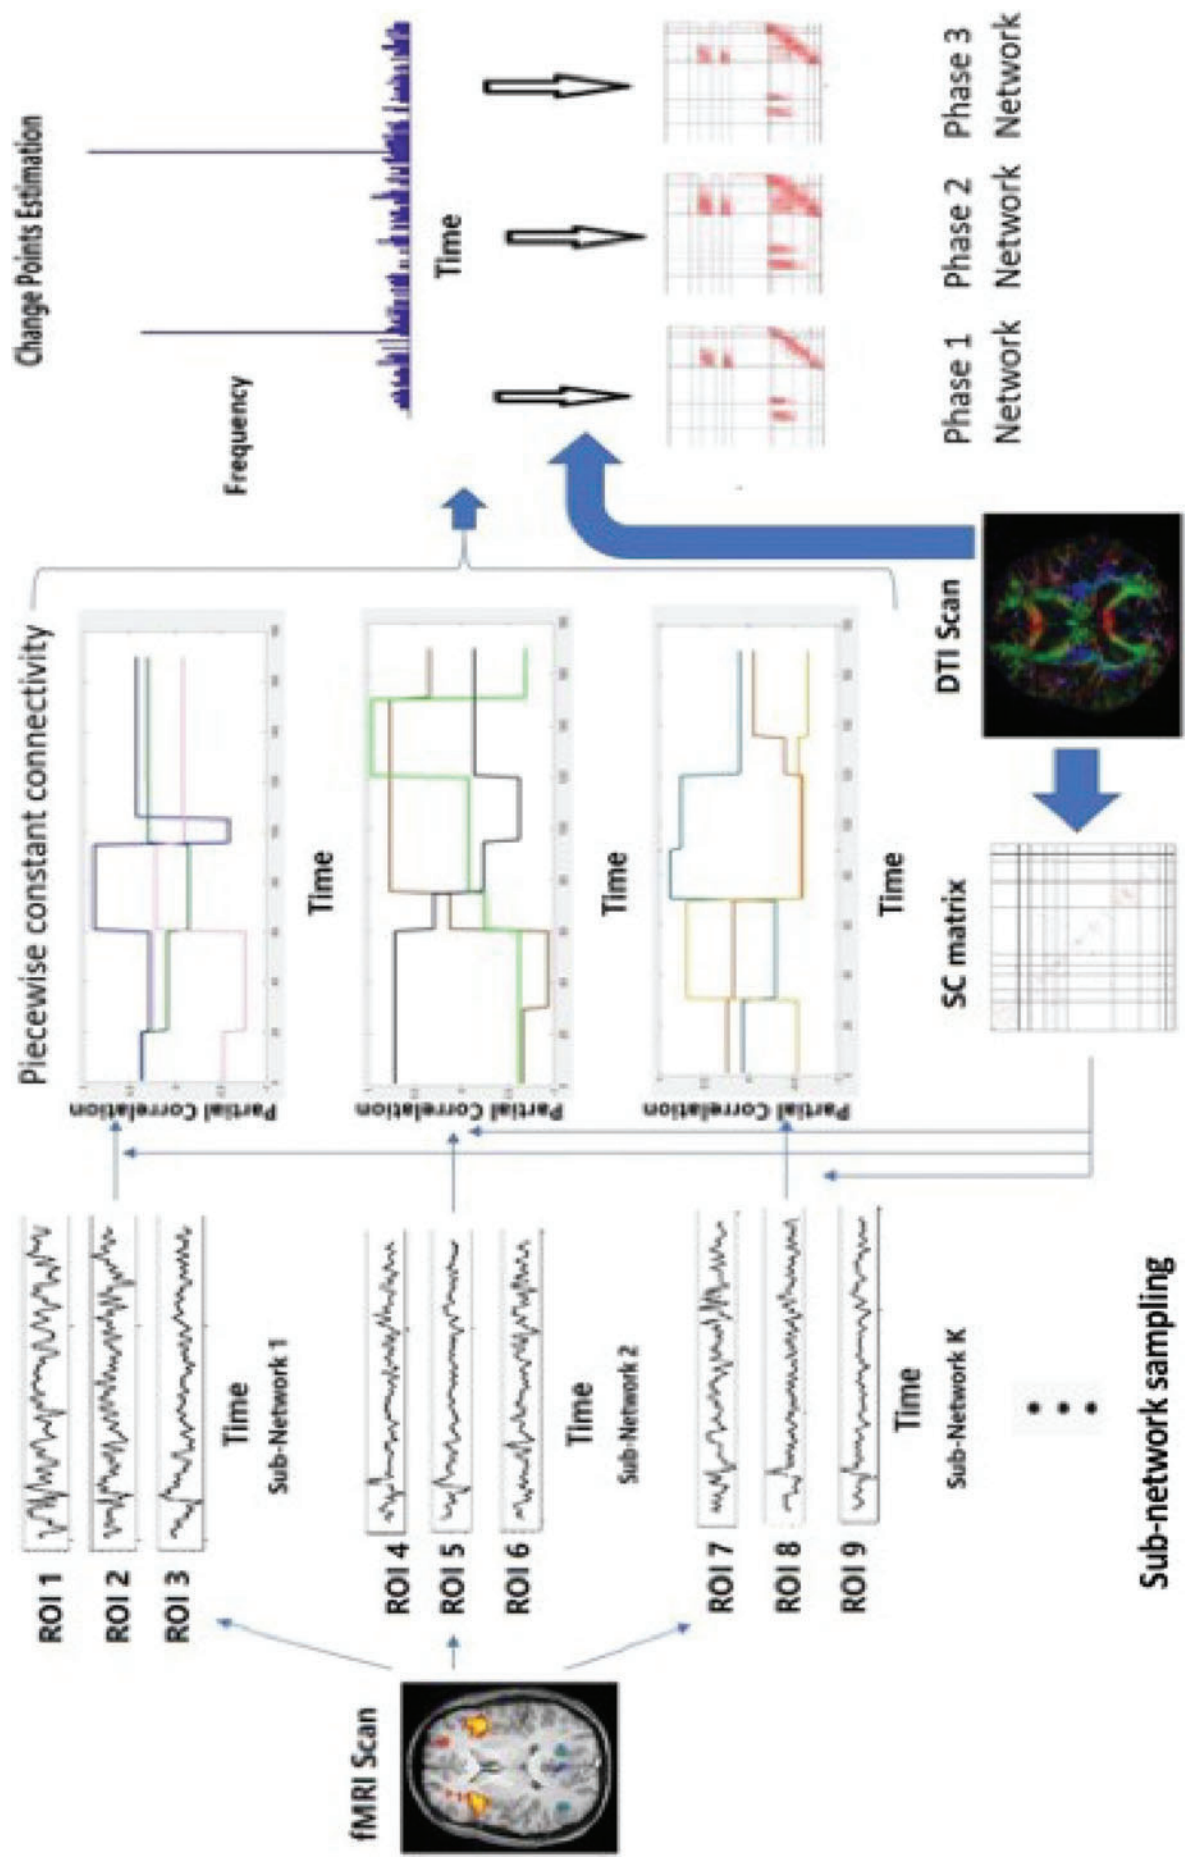 fMRI Scan
ROI 1
ROI 2
ROI 3
Time
Sub-Network 1
ROI 4
ROI 5
ROI 6
Time
Sub-Network 2
ROI 7
ROI 8
ROI 9
Time
Sub-Network K
Sub-network sampling
Piecewise constant connectivity
Partial Correlation
Time
Partial Correlation
Time
Partial Correlation
Time
SC matrix
DTI Scan
Change Points Estimation
Frequency
Time
Phase 1
Network
Phase 2
Network
Phase 3
Network